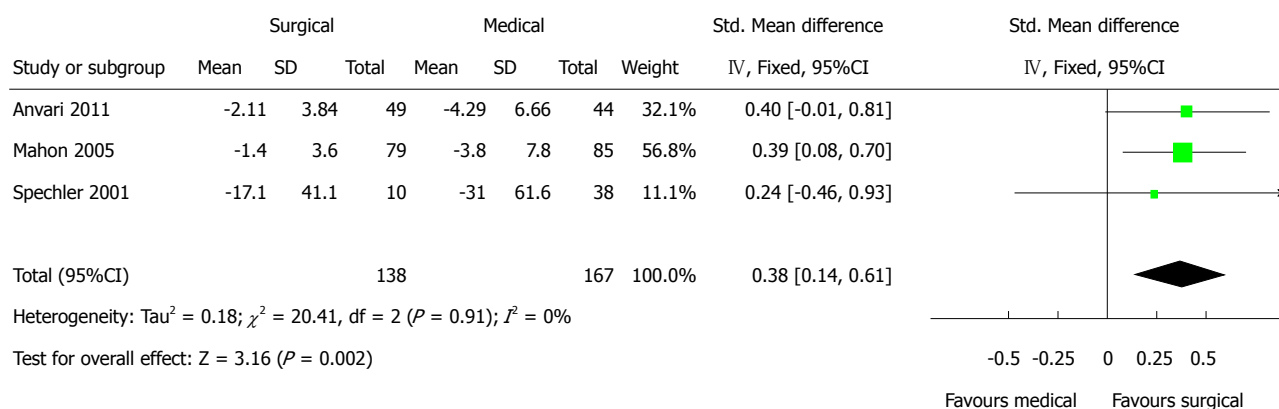 Surgical Medical Std. Mean difference Std. Mean difference
Study or subgroup Mean SD Total Mean SD Total Weight Ⅳ, Fixed, 95%CI Ⅳ, Fixed, 95%CI
Anvari 2011 -2.11 3.84 49 -4.29 6.66 44 32.1% 0.40 [-0.01, 0.81]
Mahon 2005 -1.4 3.6 79 -3.8 7.8 85 56.8% 0.39 [0.08, 0.70]
Spechler 2001 -17.1 41.1 10 -31 61.6 38 11.1% 0.24 [-0.46, 0.93]
Total (95%CI) 138 167 100.0% 0.38 [0.14, 0.61]
Heterogeneity: Tau² = 0.18; χ² = 20.41, df = 2 (P = 0.91); I² = 0%
Test for overall effect: Z = 3.16 (P = 0.002)
-0.5 -0.25 0 0.25 0.5
Favours medical Favours surgical